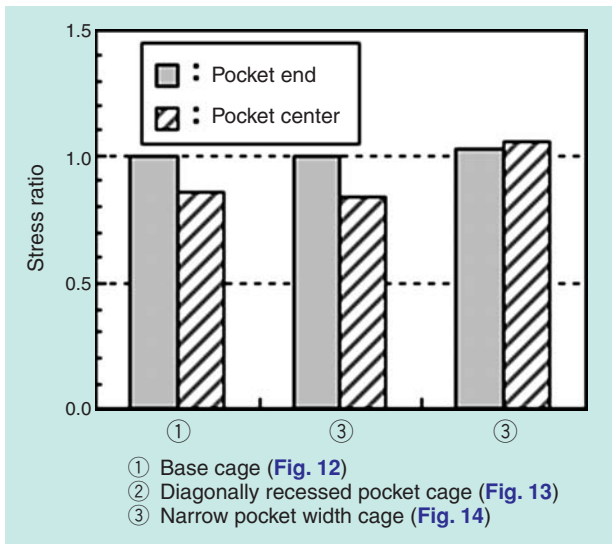 1.5
: Pocket end
: Pocket center
1.0
Stress ratio
0.5
0.0
① ③ ③
① Base cage (Fig. 12)
② Diagonally recessed pocket cage (Fig. 13)
③ Narrow pocket width cage (Fig. 14)